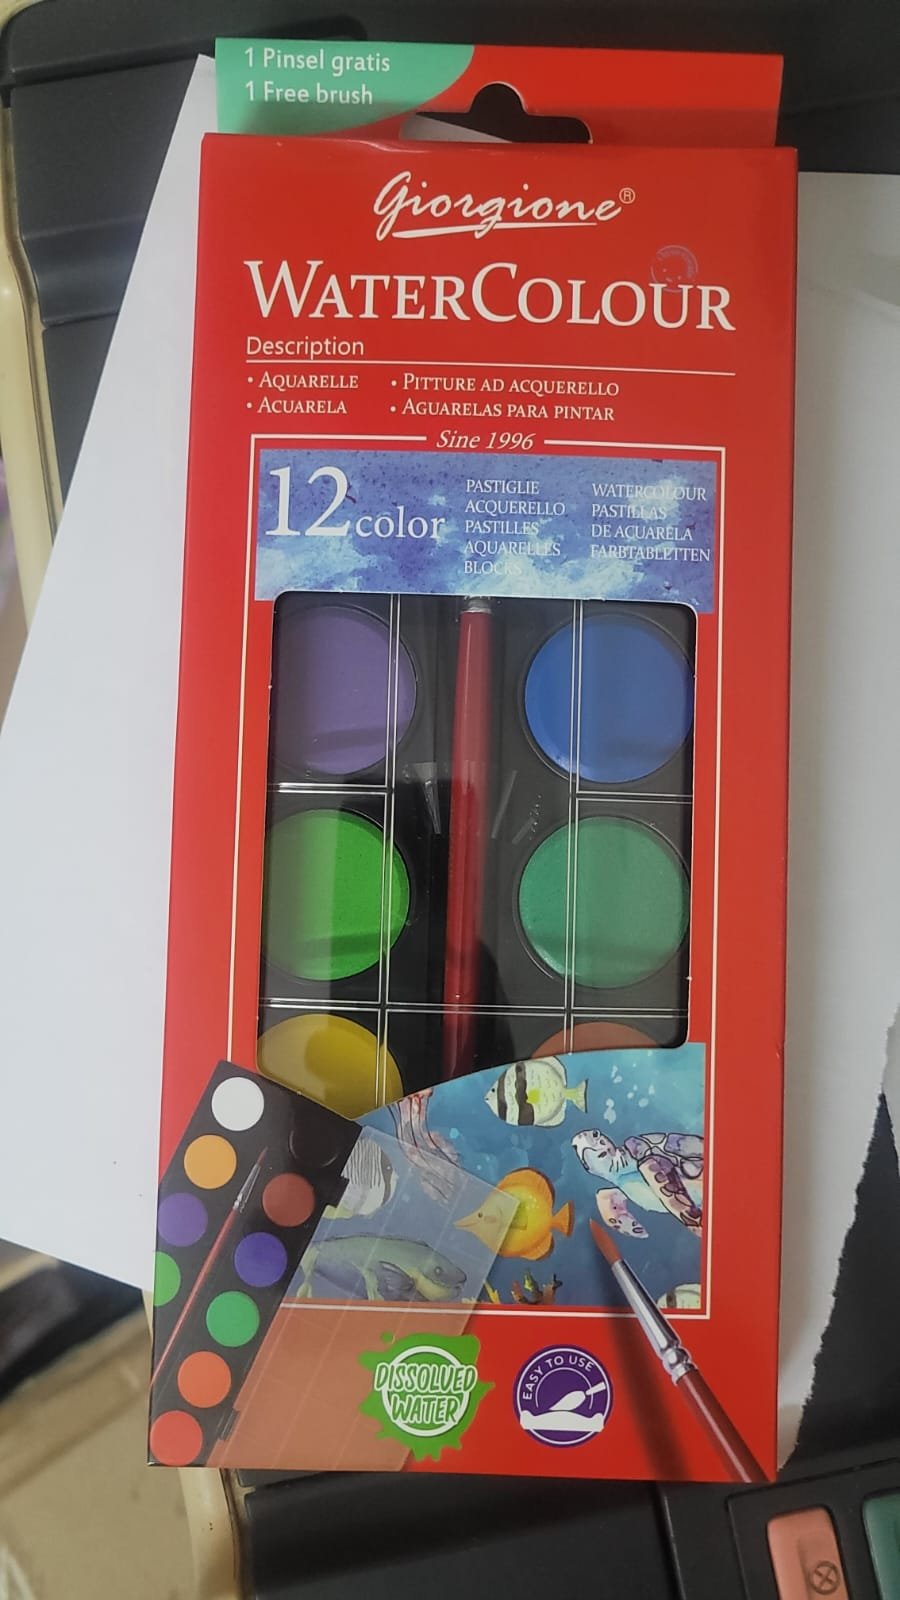 1 Pinsel gratis
1 Free brush
Giorgione®
WATERCOLOUR
Description
• AQUARELLE
• ACUARELA
• PITTURE AD ACQUERELLO
• AGUARELAS PARA PINTAR
Sine 1996
12 color
PASTIGLIE
ACQUERELLO
PASTILLES
AQUARELLES
BLOCKS
WATERCOLOUR
PASTILLAS
DE ACUARELA
FARBTABLETTEN
DISSOLVED
WATER
EASY TO USE